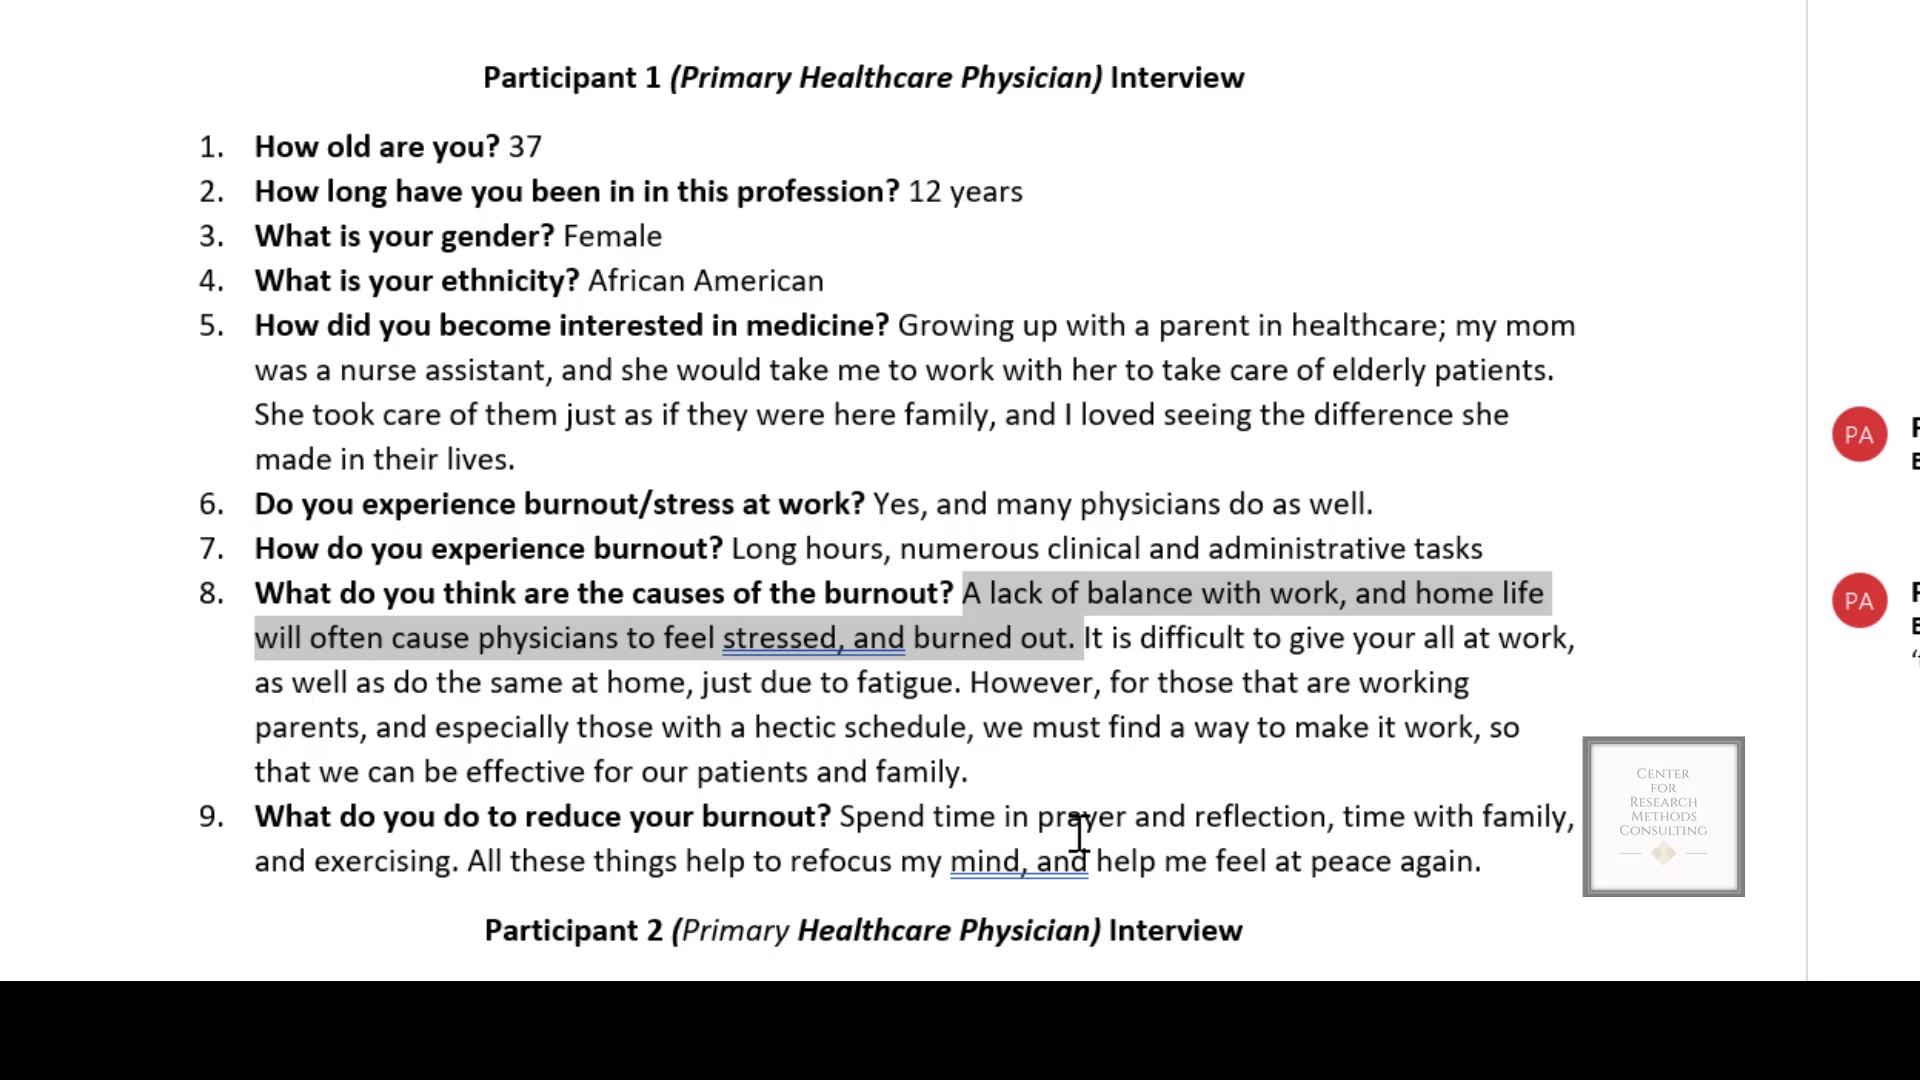 Participant 1 (Primary Healthcare Physician) Interview
1. How old are you? 37
2. How long have you been in in this profession? 12 years
3. What is your gender? Female
4. What is your ethnicity? African American
5. How did you become interested in medicine? Growing up with a parent in healthcare; my mom
was a nurse assistant, and she would take me to work with her to take care of elderly patients.
She took care of them just as if they were here family, and I loved seeing the difference she
made in their lives.
6. Do you experience burnout/stress at work? Yes, and many physicians do as well.
7. How do you experience burnout? Long hours, numerous clinical and administrative tasks
8. What do you think are the causes of the burnout? A lack of balance with work, and home life
will often cause physicians to feel stressed, and burned out. It is difficult to give your all at work,
as well as do the same at home, just due to fatigue. However, for those that are working
parents, and especially those with a hectic schedule, we must find a way to make it work, so
that we can be effective for our patients and family.
9. What do you do to reduce your burnout? Spend time in prayer and reflection, time with family,
and exercising. All these things help to refocus my mind, and help me feel at peace again.
Participant 2 (Primary Healthcare Physician) Interview
PA
PA
CENTER
FOR
RESEARCH
METHODS
CONSULTING